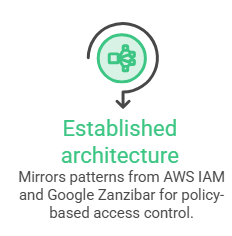 Established
architecture
Mirrors patterns from AWS IAM
and Google Zanzibar for policy-
based access control.